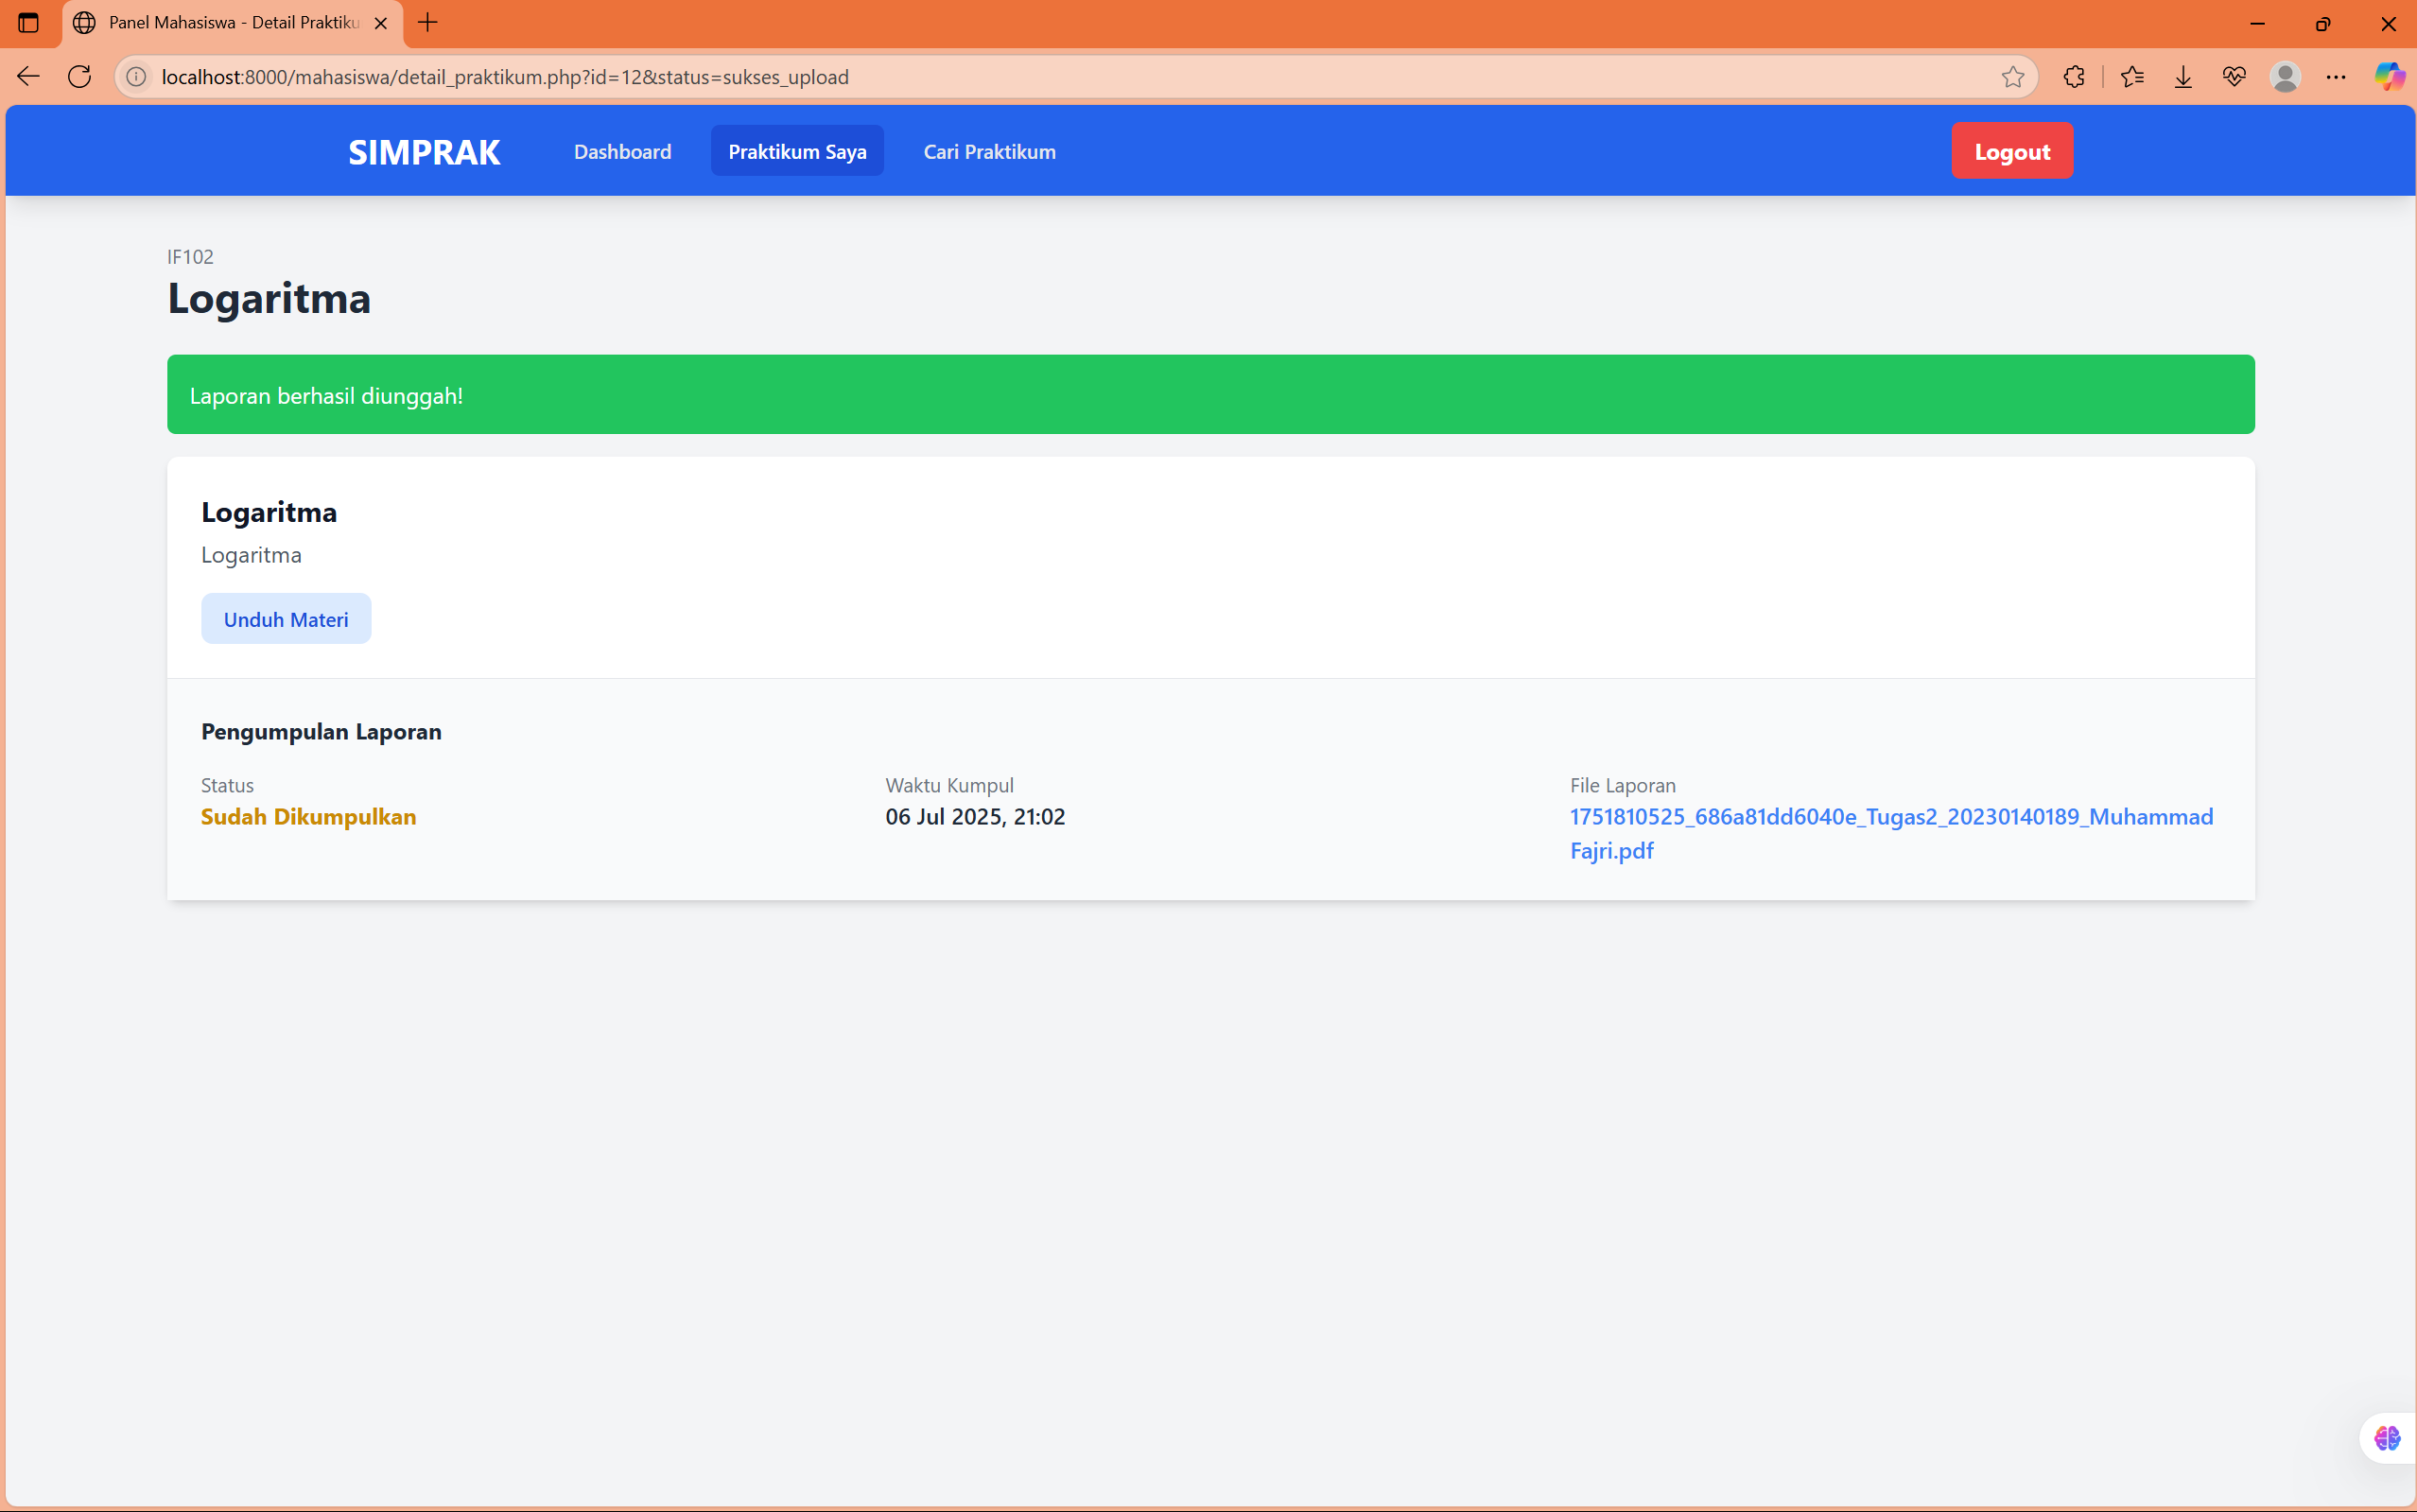 Panel Mahasiswa - Detail Praktiku
localhost:8000/mahasiswa/detail_praktikum.php?id=12&status=sukses_upload
SIMPRAK Dashboard Praktikum Saya Cari Praktikum Logout
IF102
Logaritma
Laporan berhasil diunggah!
Logaritma
Logaritma
Unduh Materi
Pengumpulan Laporan
Status
Sudah Dikumpulkan
Waktu Kumpul
06 Jul 2025, 21:02
File Laporan
1751810525_686a81dd6040e_Tugas2_20230140189_Muhammad
Fajri.pdf